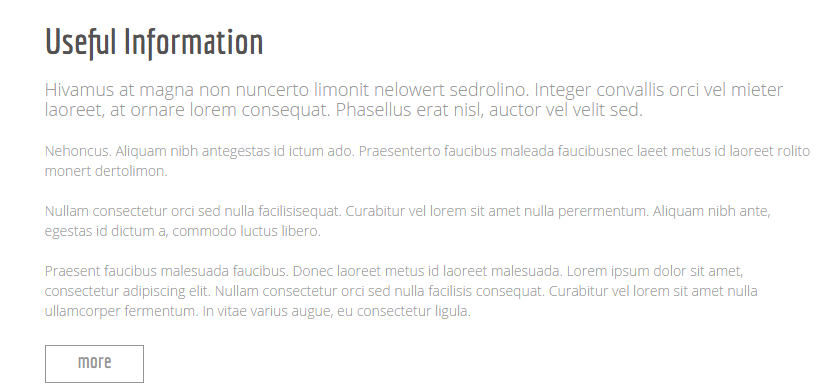 Useful Information
Hivamus at magna non nuncerto limonit nelowert sedrolino. Integer convallis orci vel mieter
laoreet, at ornare lorem consequat. Phasellus erat nisl, auctor vel velit sed.
Nehoncus. Aliquam nibh antegestas id ictum ado. Praesenterto faucibus maleada faucibusnec laeet metus id laoreet rolito
monert dertolimon.
Nullam consectetur orci sed nulla facilisisequat. Curabitur vel lorem sit amet nulla perermentum. Aliquam nibh ante,
egestas id dictum a, commodo luctus libero.
Praesent faucibus malesuada faucibus. Donec laoreet metus id laoreet malesuada. Lorem ipsum dolor sit amet,
consectetur adipiscing elit. Nullam consectetur orci sed nulla facilisis consequat. Curabitur vel lorem sit amet nulla
ullamcorper fermentum. In vitae varius augue, eu consectetur ligula.
more